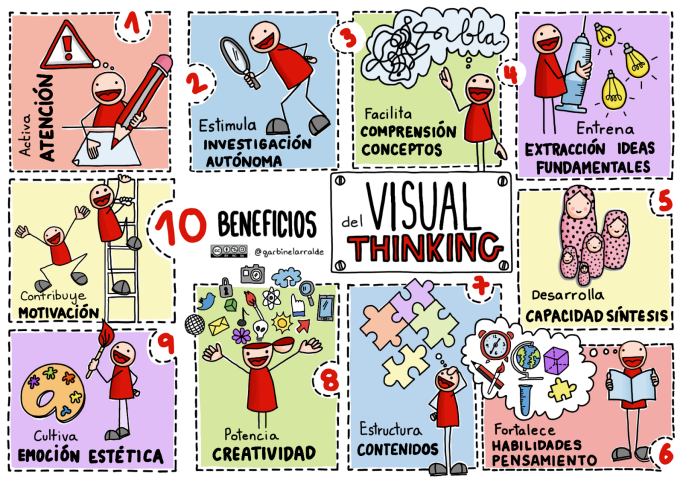 1
Activa
ATENCIÓN
2
Estimula
INVESTIGACIÓN
AUTÓNOMA
3
bla
Facilita
COMPRENSIÓN
CONCEPTOS
4
Entrena
EXTRACCIÓN IDEAS
FUNDAMENTALES
10 BENEFICIOS
del VISUAL
THINKING
@garbinelarralde
Contribuye
MOTIVACIÓN
5
Desarrolla
CAPACIDAD SÍNTESIS
9
Cultiva
EMOCIÓN ESTÉTICA
8
Potencia
CREATIVIDAD
7
Estructura
CONTENIDOS
Fortalece
HABILIDADES
PENSAMIENTO
6